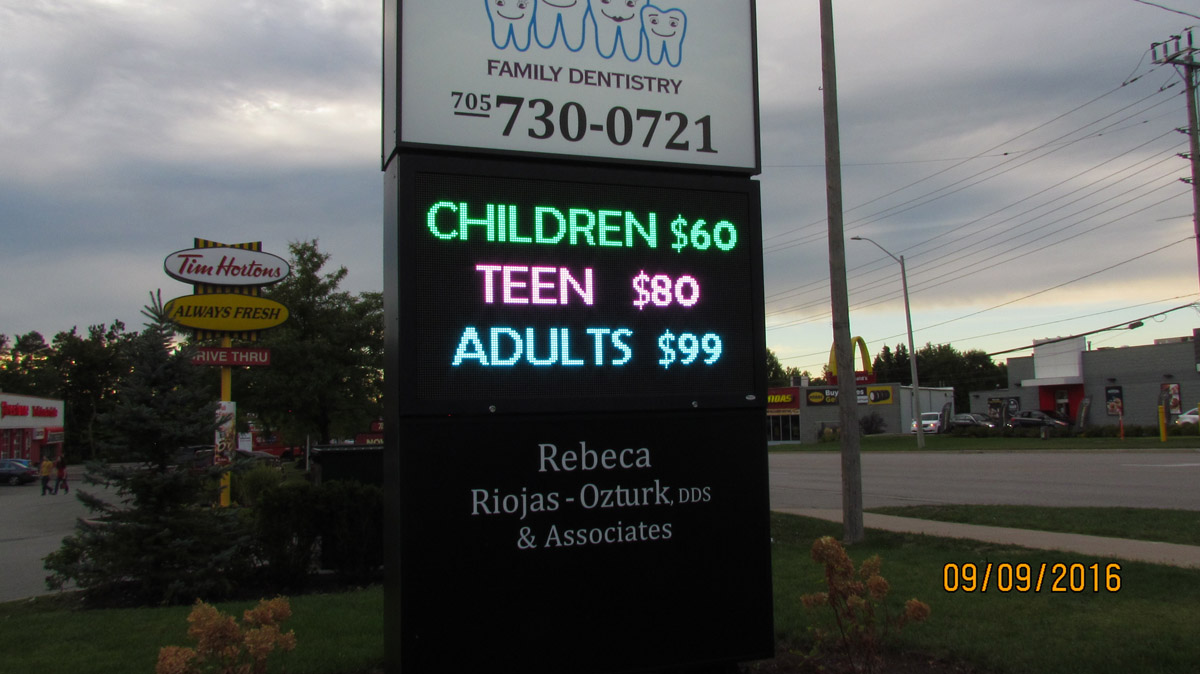 FAMILY DENTISTRY
705 730-0721
CHILDREN $60
TEEN $80
ADULTS $99
Rebeca
Riojas-Ozturk, DDS
& Associates
Tim Hortons
ALWAYS FRESH
DRIVE THRU
09/09/2016